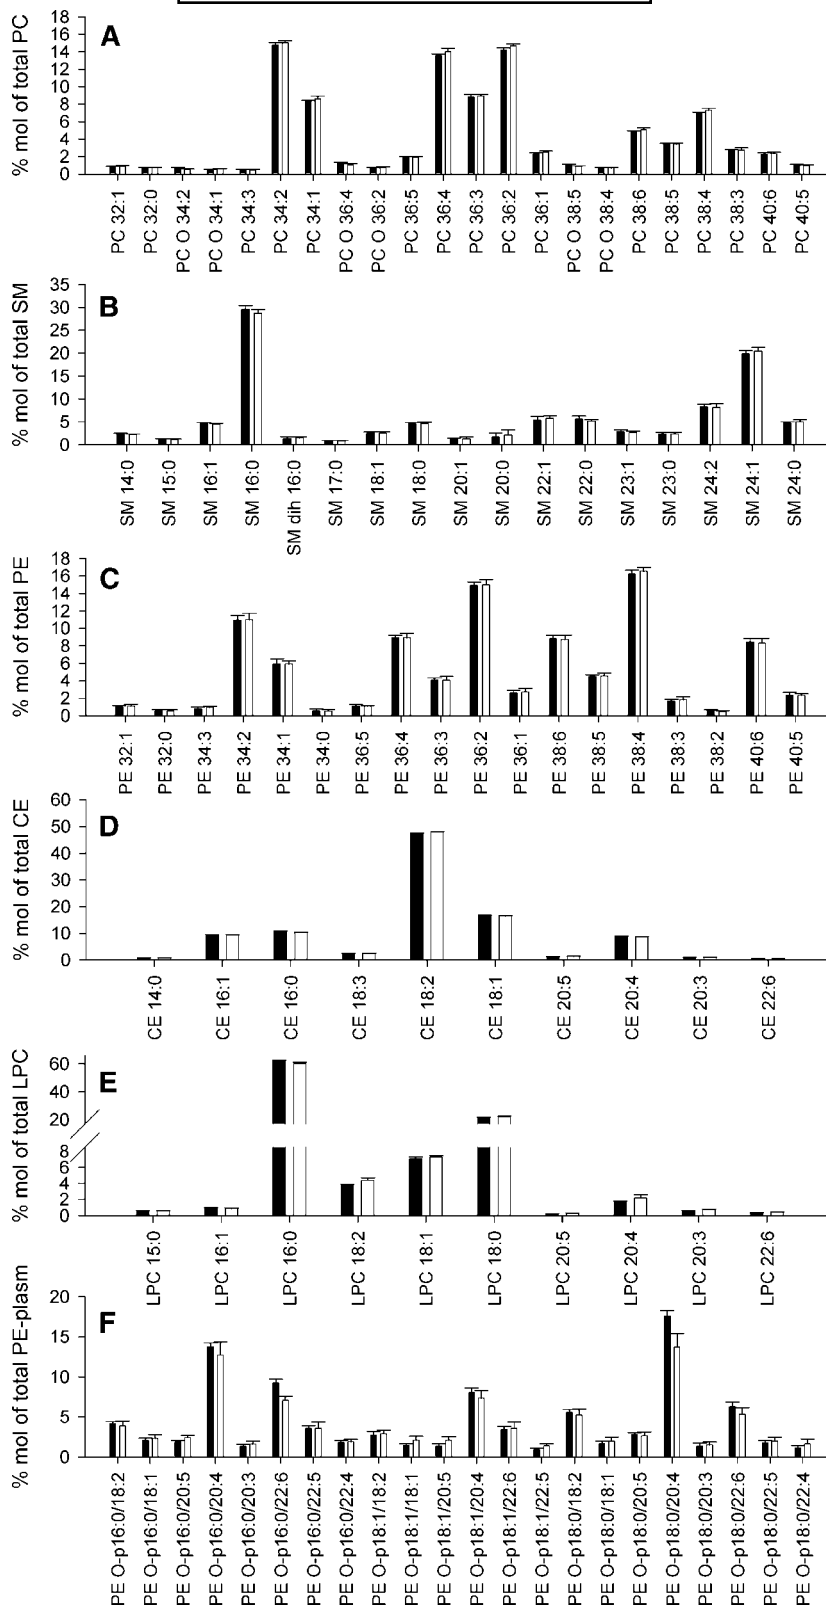 % mol of total PC
A
18
16
14
12
10
8
6
4
2
0
PC 32:1
PC 32:0
PC O 34:2
PC O 34:1
PC 34:3
PC 34:2
PC 34:1
PC O 36:4
PC O 36:2
PC 36:5
PC 36:4
PC 36:3
PC 36:2
PC 36:1
PC O 38:5
PC O 38:4
PC 38:6
PC 38:5
PC 38:4
PC 38:3
PC 40:6
PC 40:5
% mol of total SM
B
35
30
25
20
15
10
5
0
SM 14:0
SM 15:0
SM 16:1
SM 16:0
SM dih 16:0
SM 17:0
SM 18:1
SM 18:0
SM 20:1
SM 20:0
SM 22:1
SM 22:0
SM 23:1
SM 23:0
SM 24:2
SM 24:1
SM 24:0
% mol of total PE
C
18
16
14
12
10
8
6
4
2
0
PE 32:1
PE 32:0
PE 34:3
PE 34:2
PE 34:1
PE 34:0
PE 36:5
PE 36:4
PE 36:3
PE 36:2
PE 36:1
PE 38:6
PE 38:5
PE 38:4
PE 38:3
PE 38:2
PE 40:6
PE 40:5
% mol of total CE
D
60
50
40
30
20
10
0
CE 14:0
CE 16:1
CE 16:0
CE 18:3
CE 18:2
CE 18:1
CE 20:5
CE 20:4
CE 20:3
CE 22:6
% mol of total LPC
E
60
40
20
8
6
4
2
0
LPC 15:0
LPC 16:1
LPC 16:0
LPC 18:2
LPC 18:1
LPC 18:0
LPC 20:5
LPC 20:4
LPC 20:3
LPC 22:6
% mol of total PE-plasm
F
20
15
10
5
0
PE O-p16:0/18:2
PE O-p16:0/18:1
PE O-p16:0/20:5
PE O-p16:0/20:4
PE O-p16:0/20:3
PE O-p16:0/22:6
PE O-p16:0/22:5
PE O-p16:0/22:4
PE O-p18:1/18:2
PE O-p18:1/18:1
PE O-p18:1/20:5
PE O-p18:1/20:4
PE O-p18:1/22:6
PE O-p18:1/22:5
PE O-p18:0/18:2
PE O-p18:0/18:1
PE O-p18:0/20:5
PE O-p18:0/20:4
PE O-p18:0/20:3
PE O-p18:0/22:6
PE O-p18:0/22:5
PE O-p18:0/22:4